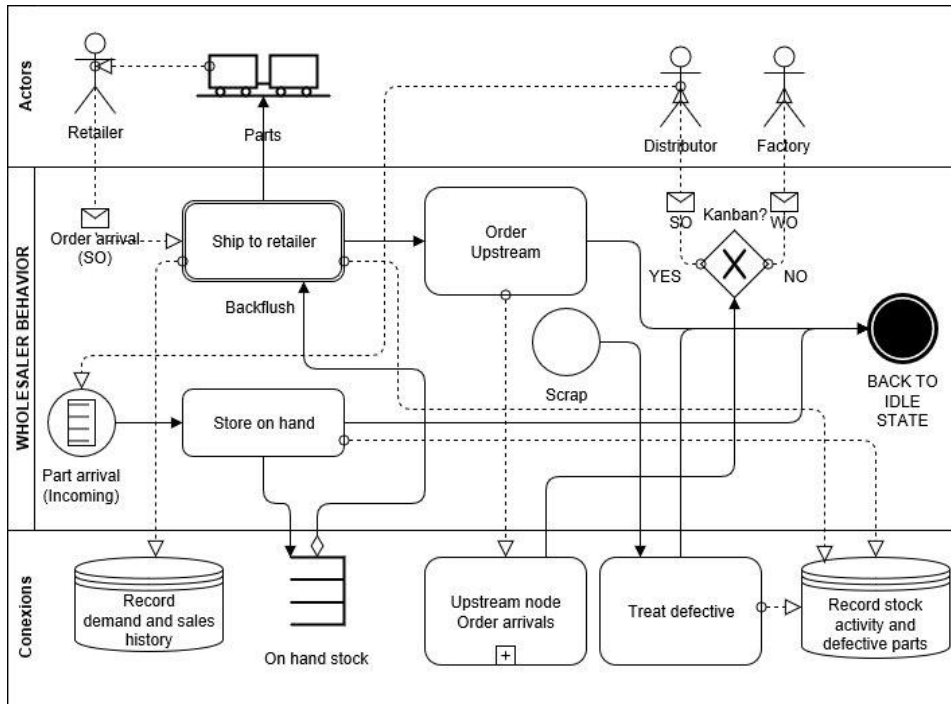 Actors
Retailer
Parts
Distributor
Factory
WHOLESALER BEHAVIOR
Order arrival
(SO)
Ship to retailer
Order
Upstream
SO
Kanban?
WO
YES
NO
Backflush
Scrap
BACK TO
IDLE
STATE
Store on hand
Part arrival
(Incoming)
Conexions
Record
demand and sales
history
On hand stock
Upstream node
Order arrivals
Treat defective
Record stock
activity and
defective parts